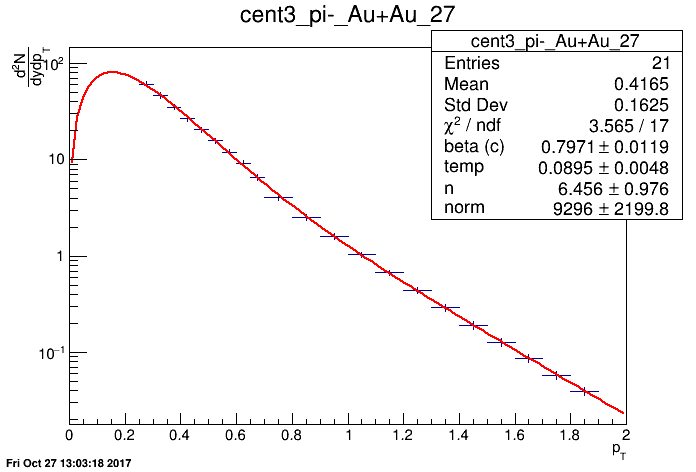 cent3_pi-_Au+Au_27
cent3_pi-_Au+Au_27
Entries 21
Mean 0.4165
Std Dev 0.1625
χ² / ndf 3.565 / 17
beta (c) 0.7971 ± 0.0119
temp 0.0895 ± 0.0048
n 6.456 ± 0.976
norm 9296 ± 2199.8
d²N
dydp_T
10²
10
1
10⁻¹
0 0.2 0.4 0.6 0.8 1 1.2 1.4 1.6 1.8 2
p_T
Fri Oct 27 13:03:18 2017